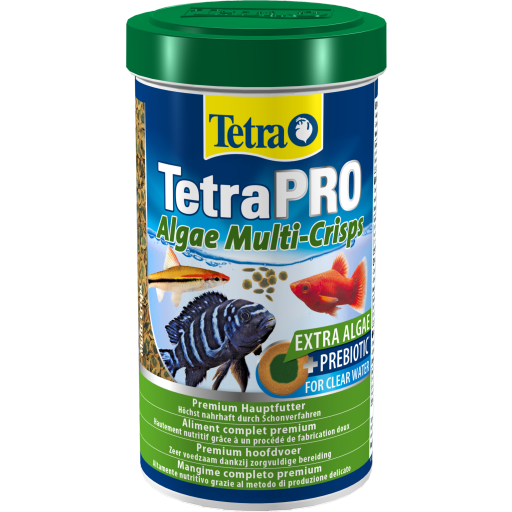 Tetra
TetraPRO
Algae Multi-Crisps
EXTRA ALGAE
+PREBIOTIC
FOR CLEAR WATER
Premium Hauptfutter
Höchst nahrhaft durch Schonverfahren
Aliment complet premium
Hautement nutritif grâce à un procédé de fabrication doux
Premium hoofdvoer
Zeer voedzaam dankzij zorgvuldige bereiding
Mangime completo premium
Altamente nutritivo grazie al metodo di produzione delicato